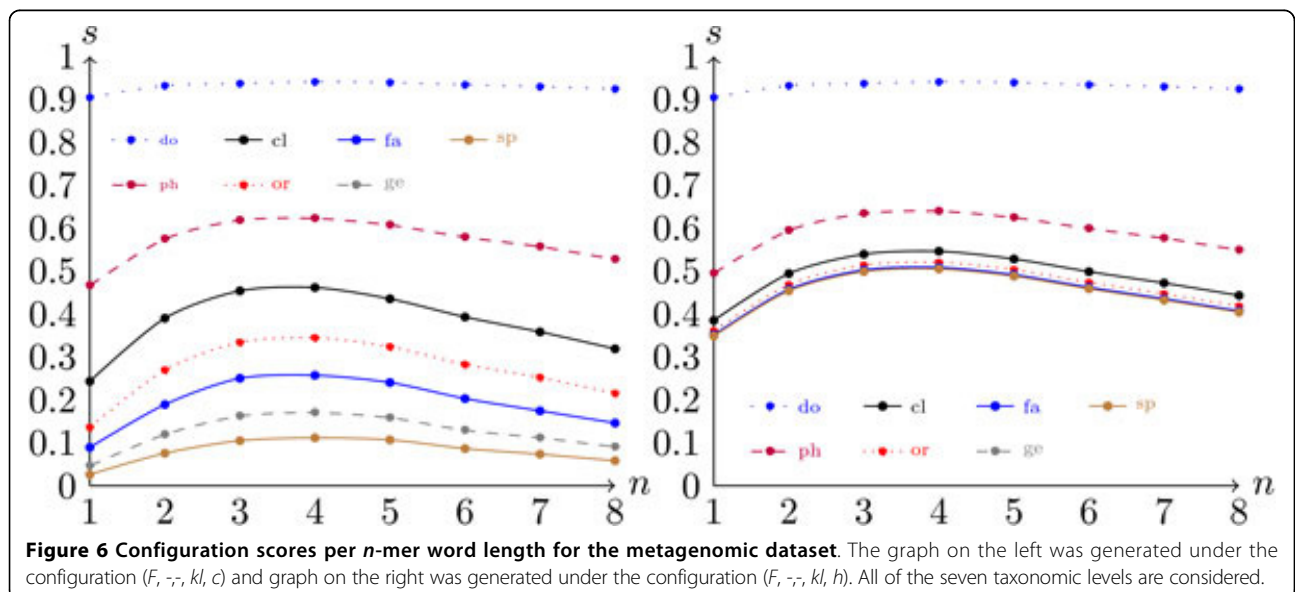 s
1
0.9
0.8
0.7
0.6
0.5
0.4
0.3
0.2
0.1
0
do cl fa sp
ph or ge
1 2 3 4 5 6 7 8
n
s
1
0.9
0.8
0.7
0.6
0.5
0.4
0.3
0.2
0.1
0
do cl fa sp
ph or ge
1 2 3 4 5 6 7 8
n
Figure 6 Configuration scores per n-mer word length for the metagenomic dataset. The graph on the left was generated under the
configuration (F, -,-, kl, c) and graph on the right was generated under the configuration (F, -,-, kl, h). All of the seven taxonomic levels are considered.